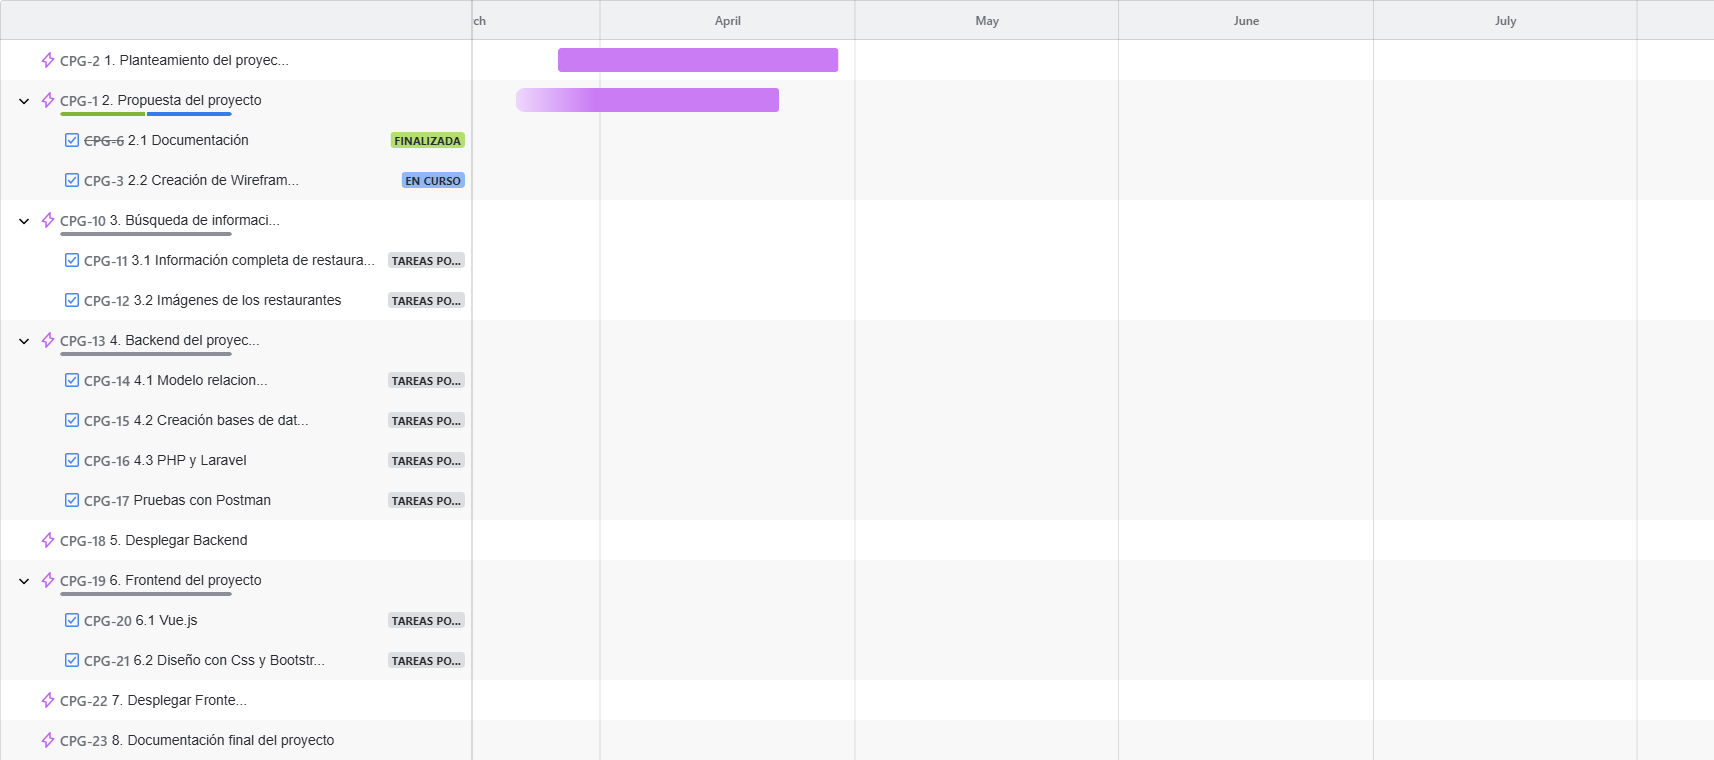 ch April May June July
CPG-2 1. Planteamiento del proyec...
CPG-1 2. Propuesta del proyecto
CPG-6 2.1 Documentación FINALIZADA
CPG-3 2.2 Creación de Wirefram... EN CURSO
CPG-10 3. Búsqueda de informaci...
CPG-11 3.1 Información completa de restaura... TAREAS PO...
CPG-12 3.2 Imágenes de los restaurantes TAREAS PO...
CPG-13 4. Backend del proyec...
CPG-14 4.1 Modelo relacion... TAREAS PO...
CPG-15 4.2 Creación bases de dat... TAREAS PO...
CPG-16 4.3 PHP y Laravel TAREAS PO...
CPG-17 Pruebas con Postman TAREAS PO...
CPG-18 5. Desplegar Backend
CPG-19 6. Frontend del proyecto
CPG-20 6.1 Vue.js TAREAS PO...
CPG-21 6.2 Diseño con Css y Bootstr... TAREAS PO...
CPG-22 7. Desplegar Fronte...
CPG-23 8. Documentación final del proyecto